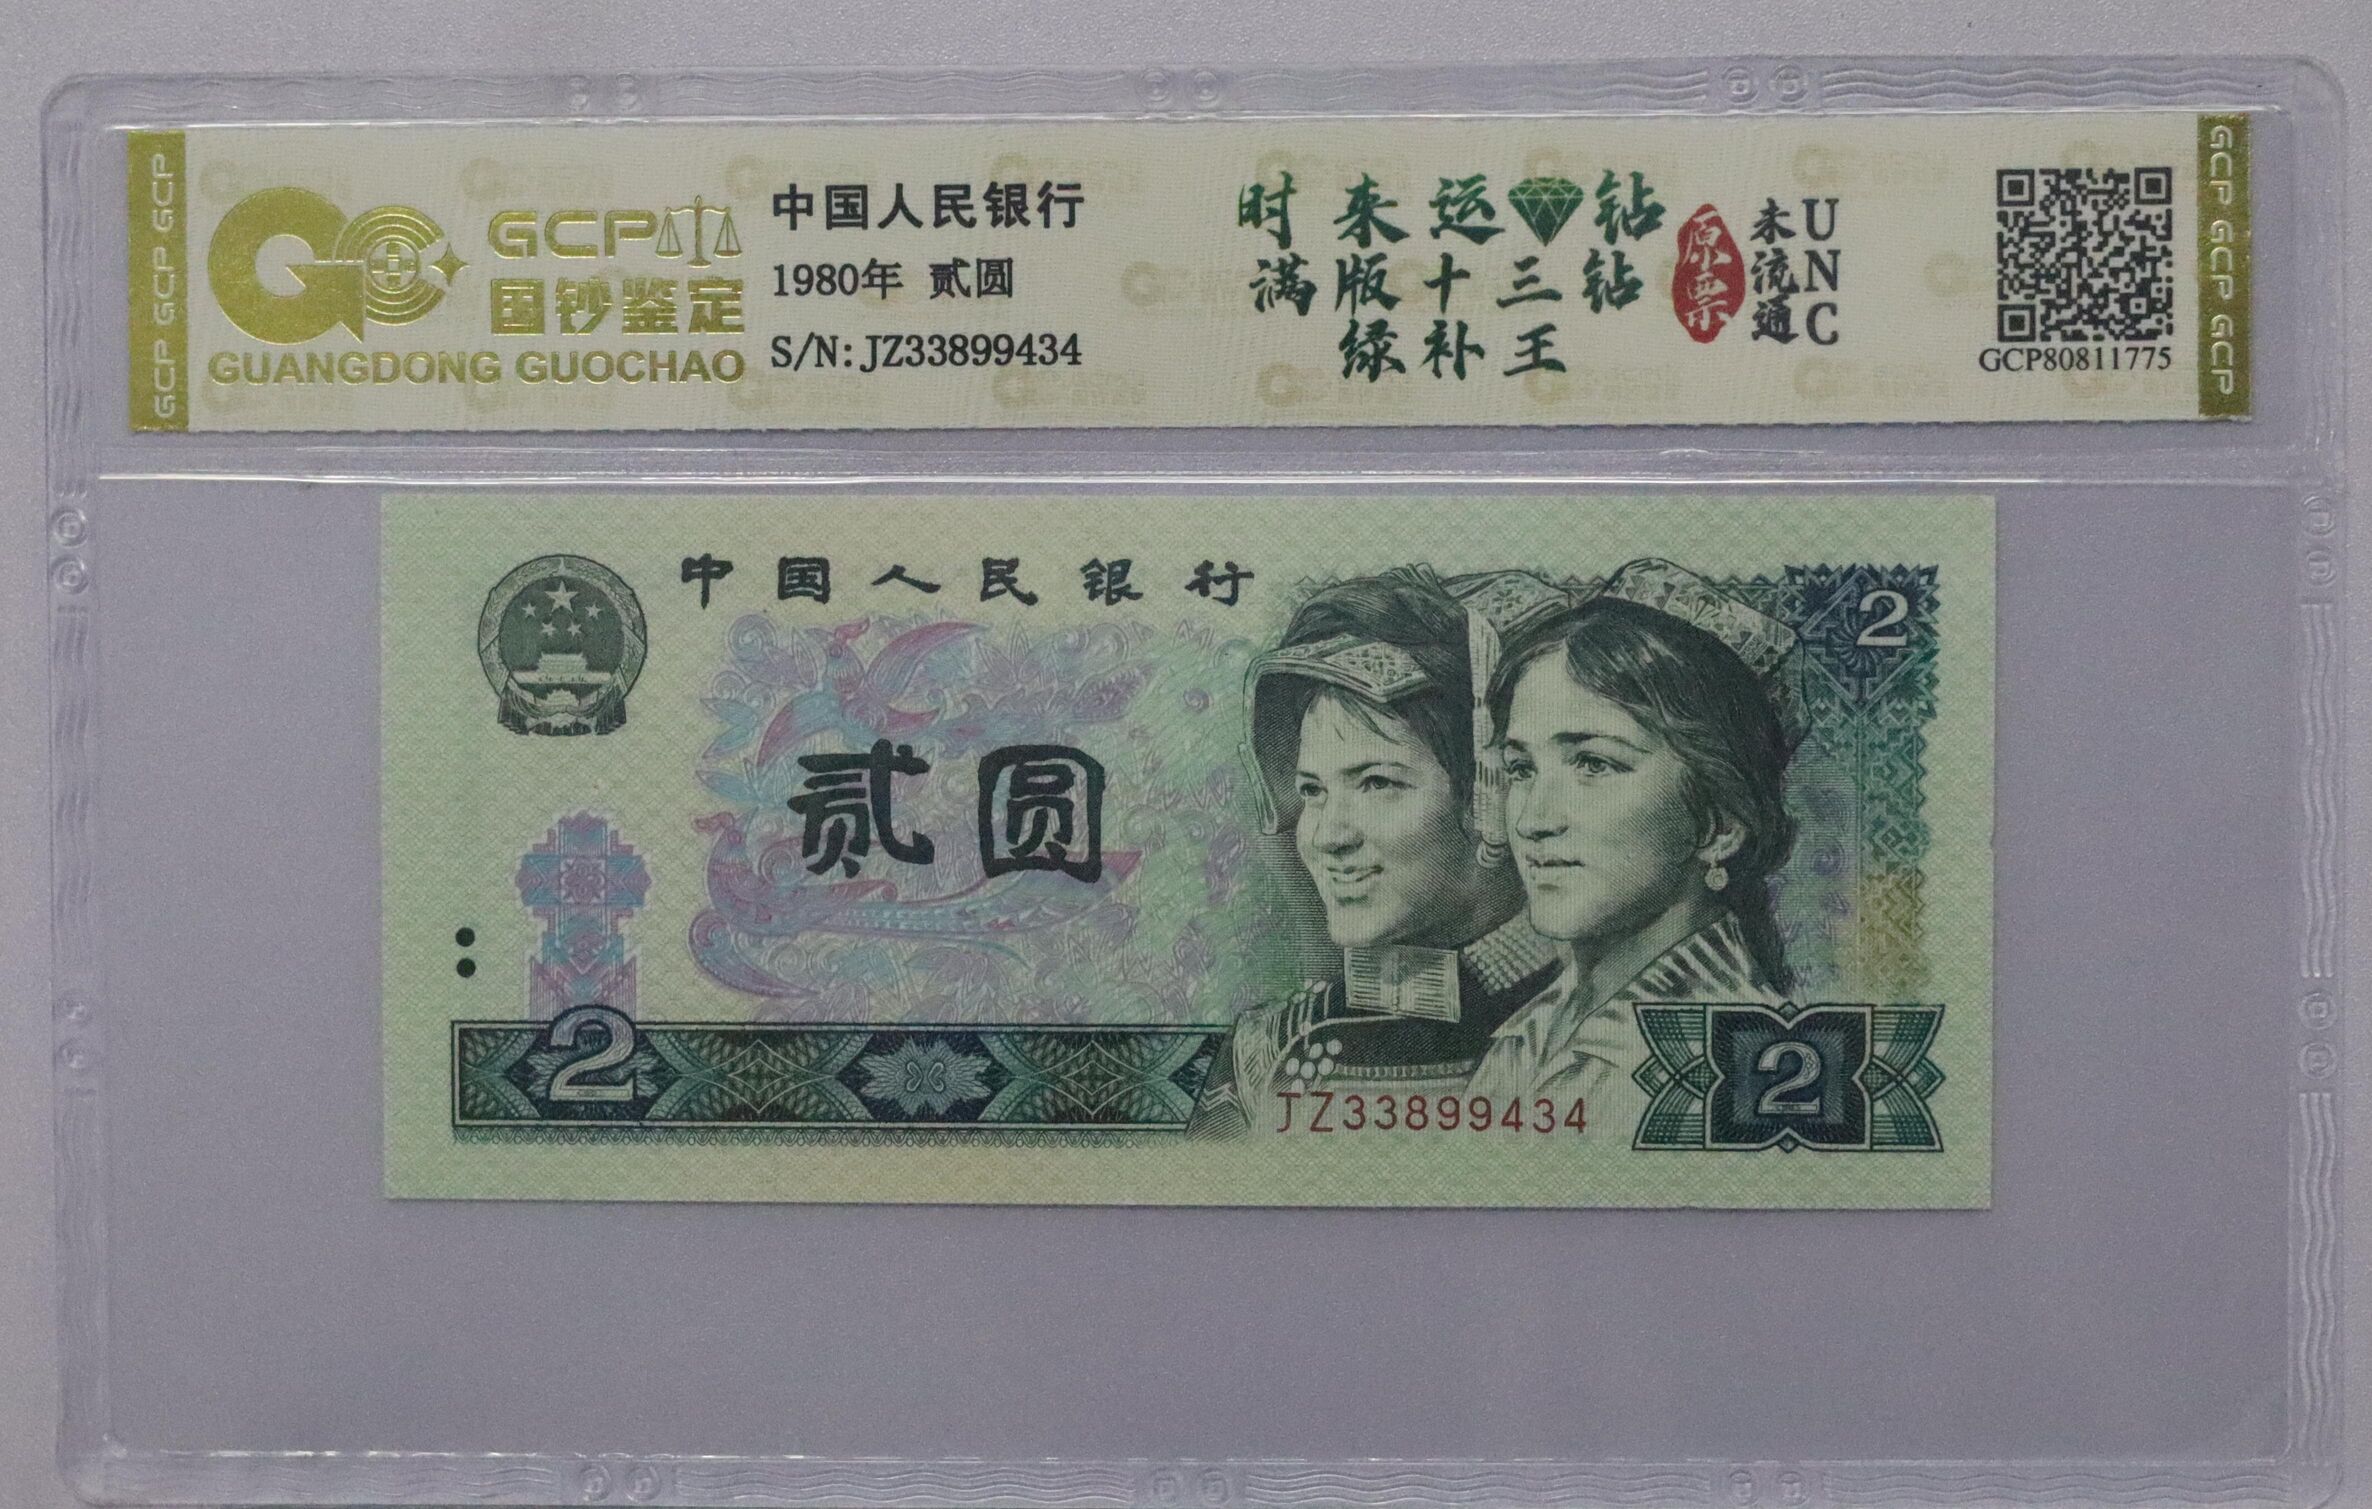 GCP GCP GCP
GCP
国钞鉴定
GUANGDONG GUOCHAO
中国人民银行
1980年 贰圆
S/N: JZ33899434
时来运钻
满版十三钻
绿补王
原票
未流通
UNC
GCP80811775
GCP GCP GCP
中国人民银行
2
贰圆
2
JZ33899434
2